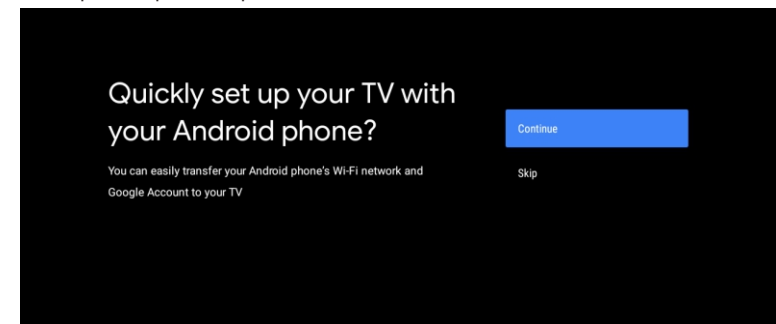 Quickly set up your TV with
your Android phone?
You can easily transfer your Android phone's Wi-Fi network and
Google Account to your TV
Continue
Skip